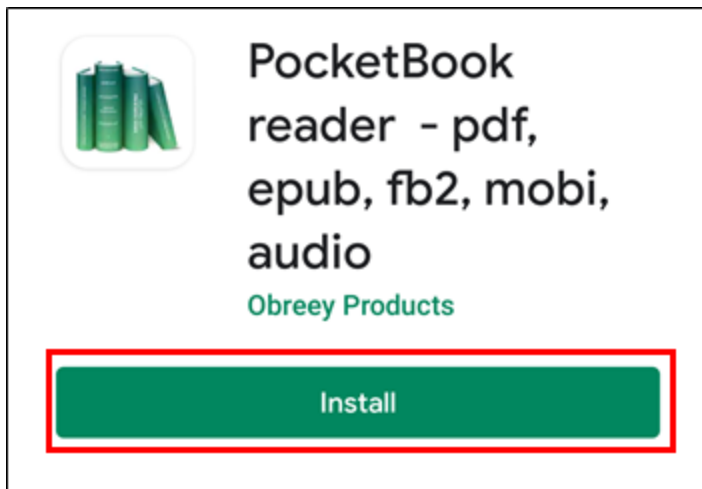 PocketBook
reader - pdf,
epub, fb2, mobi,
audio
Obreey Products
Install